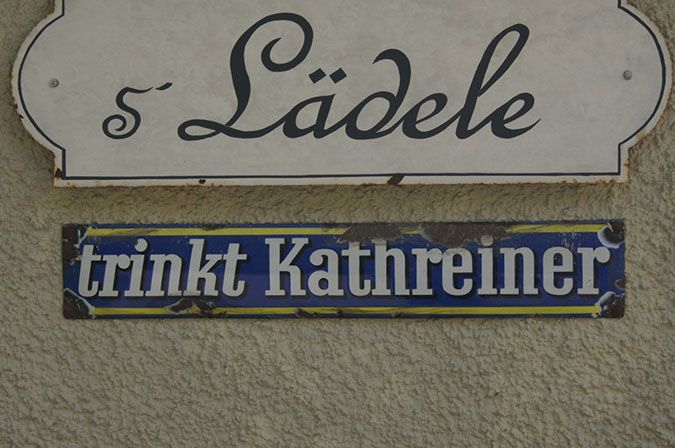 s´ Lädele
trinkt Kathreiner